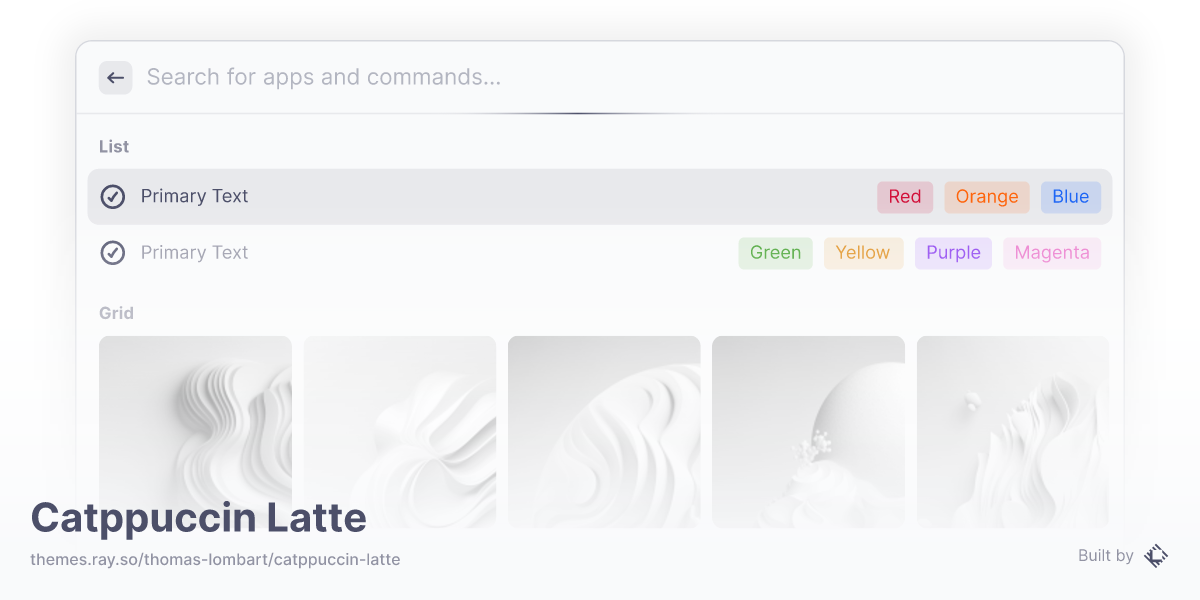 Search for apps and commands...
List
Primary Text Red Orange Blue
Primary Text Green Yellow Purple Magenta
Grid
Catppuccin Latte
themes.ray.so/thomas-lombart/catppuccin-latte
Built by